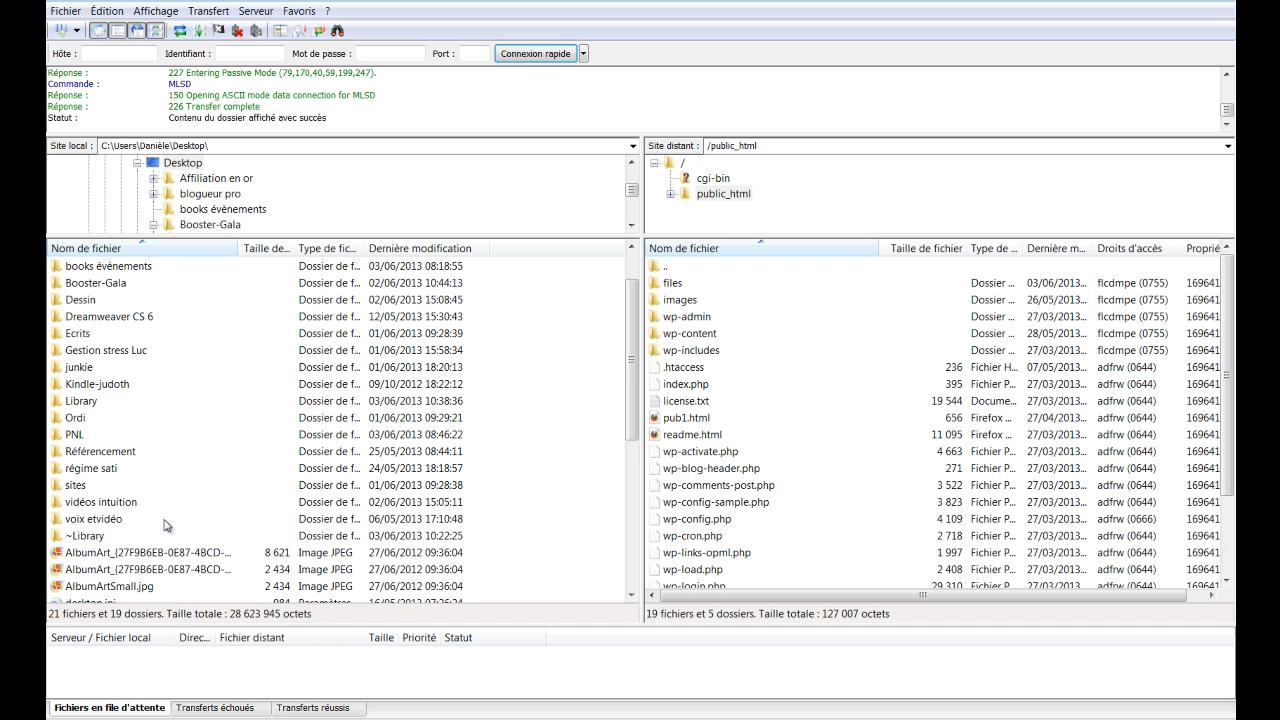 Fichier Édition Affichage Transfert Serveur Favoris ?
Hôte : Identifiant : Mot de passe : Port : Connexion rapide
Réponse : 227 Entering Passive Mode (79,170,40,59,199,247).
Commande : MLSD
Réponse : 150 Opening ASCII mode data connection for MLSD
Réponse : 226 Transfer complete
Statut : Contenu du dossier affiché avec succès
Site local : C:\Users\Danièle\Desktop\
Desktop
Affiliation en or
blogueur pro
books évènements
Booster-Gala
Site distant : /public_html
/
cgi-bin
public_html
Nom de fichier Taille de... Type de fic... Dernière modification
books évènements Dossier de f... 03/06/2013 08:18:55
Booster-Gala Dossier de f... 02/06/2013 10:44:13
Dessin Dossier de f... 02/06/2013 15:08:45
Dreamweaver CS 6 Dossier de f... 12/05/2013 15:30:43
Ecrits Dossier de f... 01/06/2013 09:28:39
Gestion stress Luc Dossier de f... 01/06/2013 15:58:34
junkie Dossier de f... 01/06/2013 18:20:13
Kindle-judoth Dossier de f... 09/10/2012 18:22:12
Library Dossier de f... 03/06/2013 10:38:36
Ordi Dossier de f... 01/06/2013 09:29:21
PNL Dossier de f... 03/06/2013 08:46:22
Référencement Dossier de f... 25/05/2013 08:44:11
régime sati Dossier de f... 24/05/2013 18:18:57
sites Dossier de f... 01/06/2013 09:28:38
vidéos intuition Dossier de f... 02/06/2013 15:05:11
voix etvidéo Dossier de f... 06/05/2013 17:10:48
~Library Dossier de f... 03/06/2013 10:22:25
AlbumArt_{27F9B6EB-0E87-4BCD-... 8 621 Image JPEG 27/06/2012 09:36:04
AlbumArt_{27F9B6EB-0E87-4BCD-... 2 434 Image JPEG 27/06/2012 09:36:04
AlbumArtSmall.jpg 2 434 Image JPEG 27/06/2012 09:36:04
21 fichiers et 19 dossiers. Taille totale : 28 623 945 octets
Nom de fichier Taille de fichier Type de ... Dernière m... Droits d'accès Proprié
..
files Dossier ... 03/06/2013... flcdmpe (0755) 169641
images Dossier ... 26/05/2013... flcdmpe (0755) 169641
wp-admin Dossier ... 27/03/2013... flcdmpe (0755) 169641
wp-content Dossier ... 28/05/2013... flcdmpe (0755) 169641
wp-includes Dossier ... 27/03/2013... flcdmpe (0755) 169641
.htaccess 236 Fichier H... 07/05/2013... adfrw (0644) 169641
index.php 395 Fichier P... 27/03/2013... adfrw (0644) 169641
license.txt 19 544 Docume... 27/03/2013... adfrw (0644) 169641
pub1.html 656 Firefox ... 27/04/2013... adfrw (0644) 169641
readme.html 11 095 Firefox ... 27/03/2013... adfrw (0644) 169641
wp-activate.php 4 663 Fichier P... 27/03/2013... adfrw (0644) 169641
wp-blog-header.php 271 Fichier P... 27/03/2013... adfrw (0644) 169641
wp-comments-post.php 3 522 Fichier P... 27/03/2013... adfrw (0644) 169641
wp-config-sample.php 3 823 Fichier P... 27/03/2013... adfrw (0644) 169641
wp-config.php 4 109 Fichier P... 27/03/2013... adfrw (0666) 169641
wp-cron.php 2 718 Fichier P... 27/03/2013... adfrw (0644) 169641
wp-links-opml.php 1 997 Fichier P... 27/03/2013... adfrw (0644) 169641
wp-load.php 2 408 Fichier P... 27/03/2013... adfrw (0644) 169641
wp-login.php 29 310 Fichier P... 27/03/2013... adfrw (0644) 169641
19 fichiers et 5 dossiers. Taille totale : 127 007 octets
Serveur / Fichier local Direc... Fichier distant Taille Priorité Statut
Fichiers en file d'attente Transferts échoués Transferts réussis